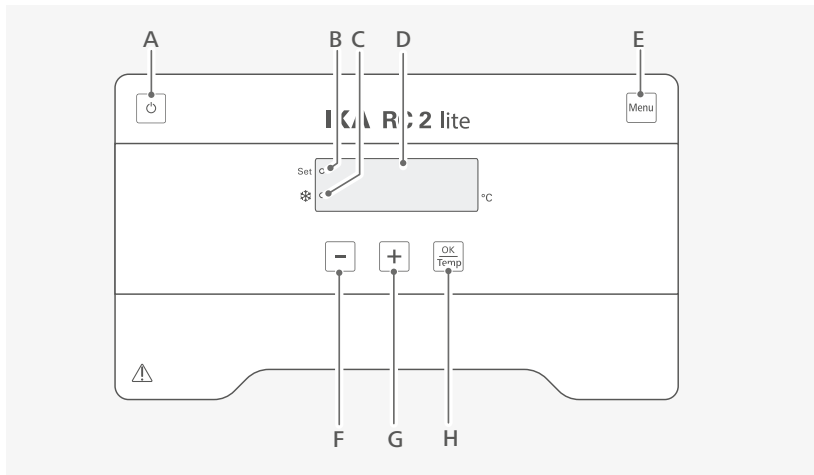 A B C D E
Menu
IKA RC 2 lite
Set
°C
− +
OK
Temp
F G H